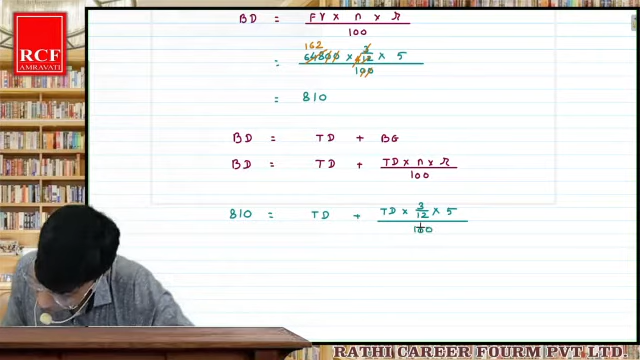 RCF
AMRAVATI
BD = FV × n × r / 100
162
= 64800 × 3/12 × 5 / 100
4
= 810
BD = TD + BG
BD = TD + TD × n × r / 100
810 = TD + TD × 3/12 × 5 / 100
RATHI CAREER FOURM PVT LTD